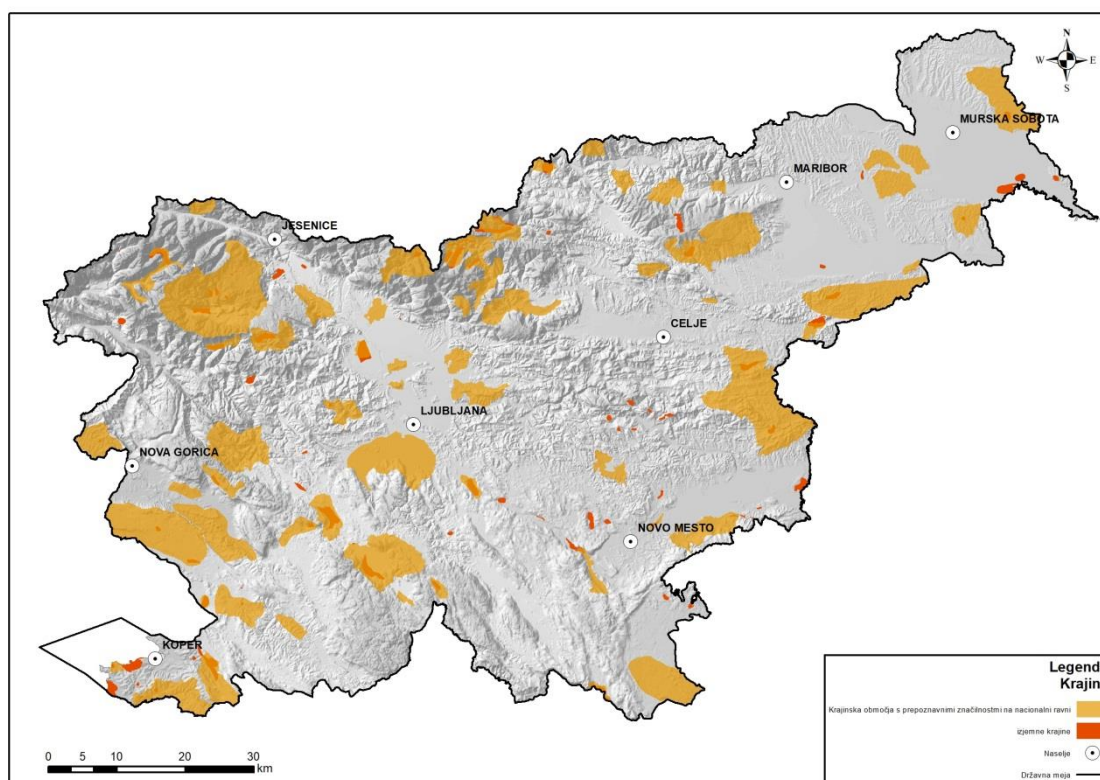 N
W
E
S
MURSKA SOBOTA
MARIBOR
JESENICE
CELJE
LJUBLJANA
NOVA GORICA
NOVO MESTO
KOPER
0 5 10 20 30
km
Legend
Krajin
Krajinska območja s prepoznavnimi značilnostmi na nacionalni ravni
izjemne krajine
Naselje
Državna meja